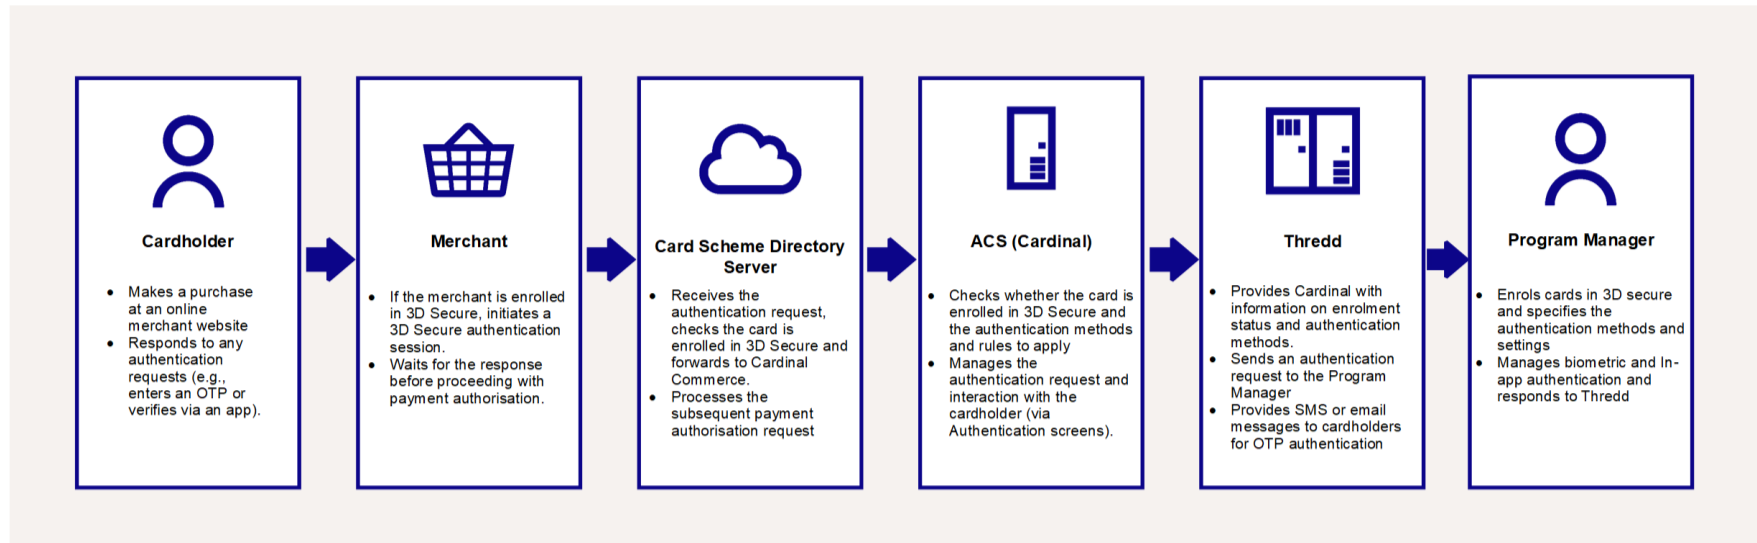 Cardholder
• Makes a purchase
at an online
merchant website
• Responds to any
authentication
requests (e.g.,
enters an OTP or
verifies via an app).
Merchant
• If the merchant is enrolled
in 3D Secure, initiates a
3D Secure authentication
session.
• Waits for the response
before proceeding with
payment authorisation.
Card Scheme Directory
Server
• Receives the
authentication request,
checks the card is
enrolled in 3D Secure and
forwards to Cardinal
Commerce.
• Processes the
subsequent payment
authorisation request
ACS (Cardinal)
• Checks whether the card is
enrolled in 3D Secure and
the authentication methods
and rules to apply
• Manages the
authentication request and
interaction with the
cardholder (via
Authentication screens).
Thredd
• Provides Cardinal with
information on enrolment
status and authentication
methods.
• Sends an authentication
request to the Program
Manager
• Provides SMS or email
messages to cardholders
for OTP authentication
Program Manager
• Enrols cards in 3D secure
and specifies the
authentication methods and
settings
• Manages biometric and In-
app authentication and
responds to Thredd